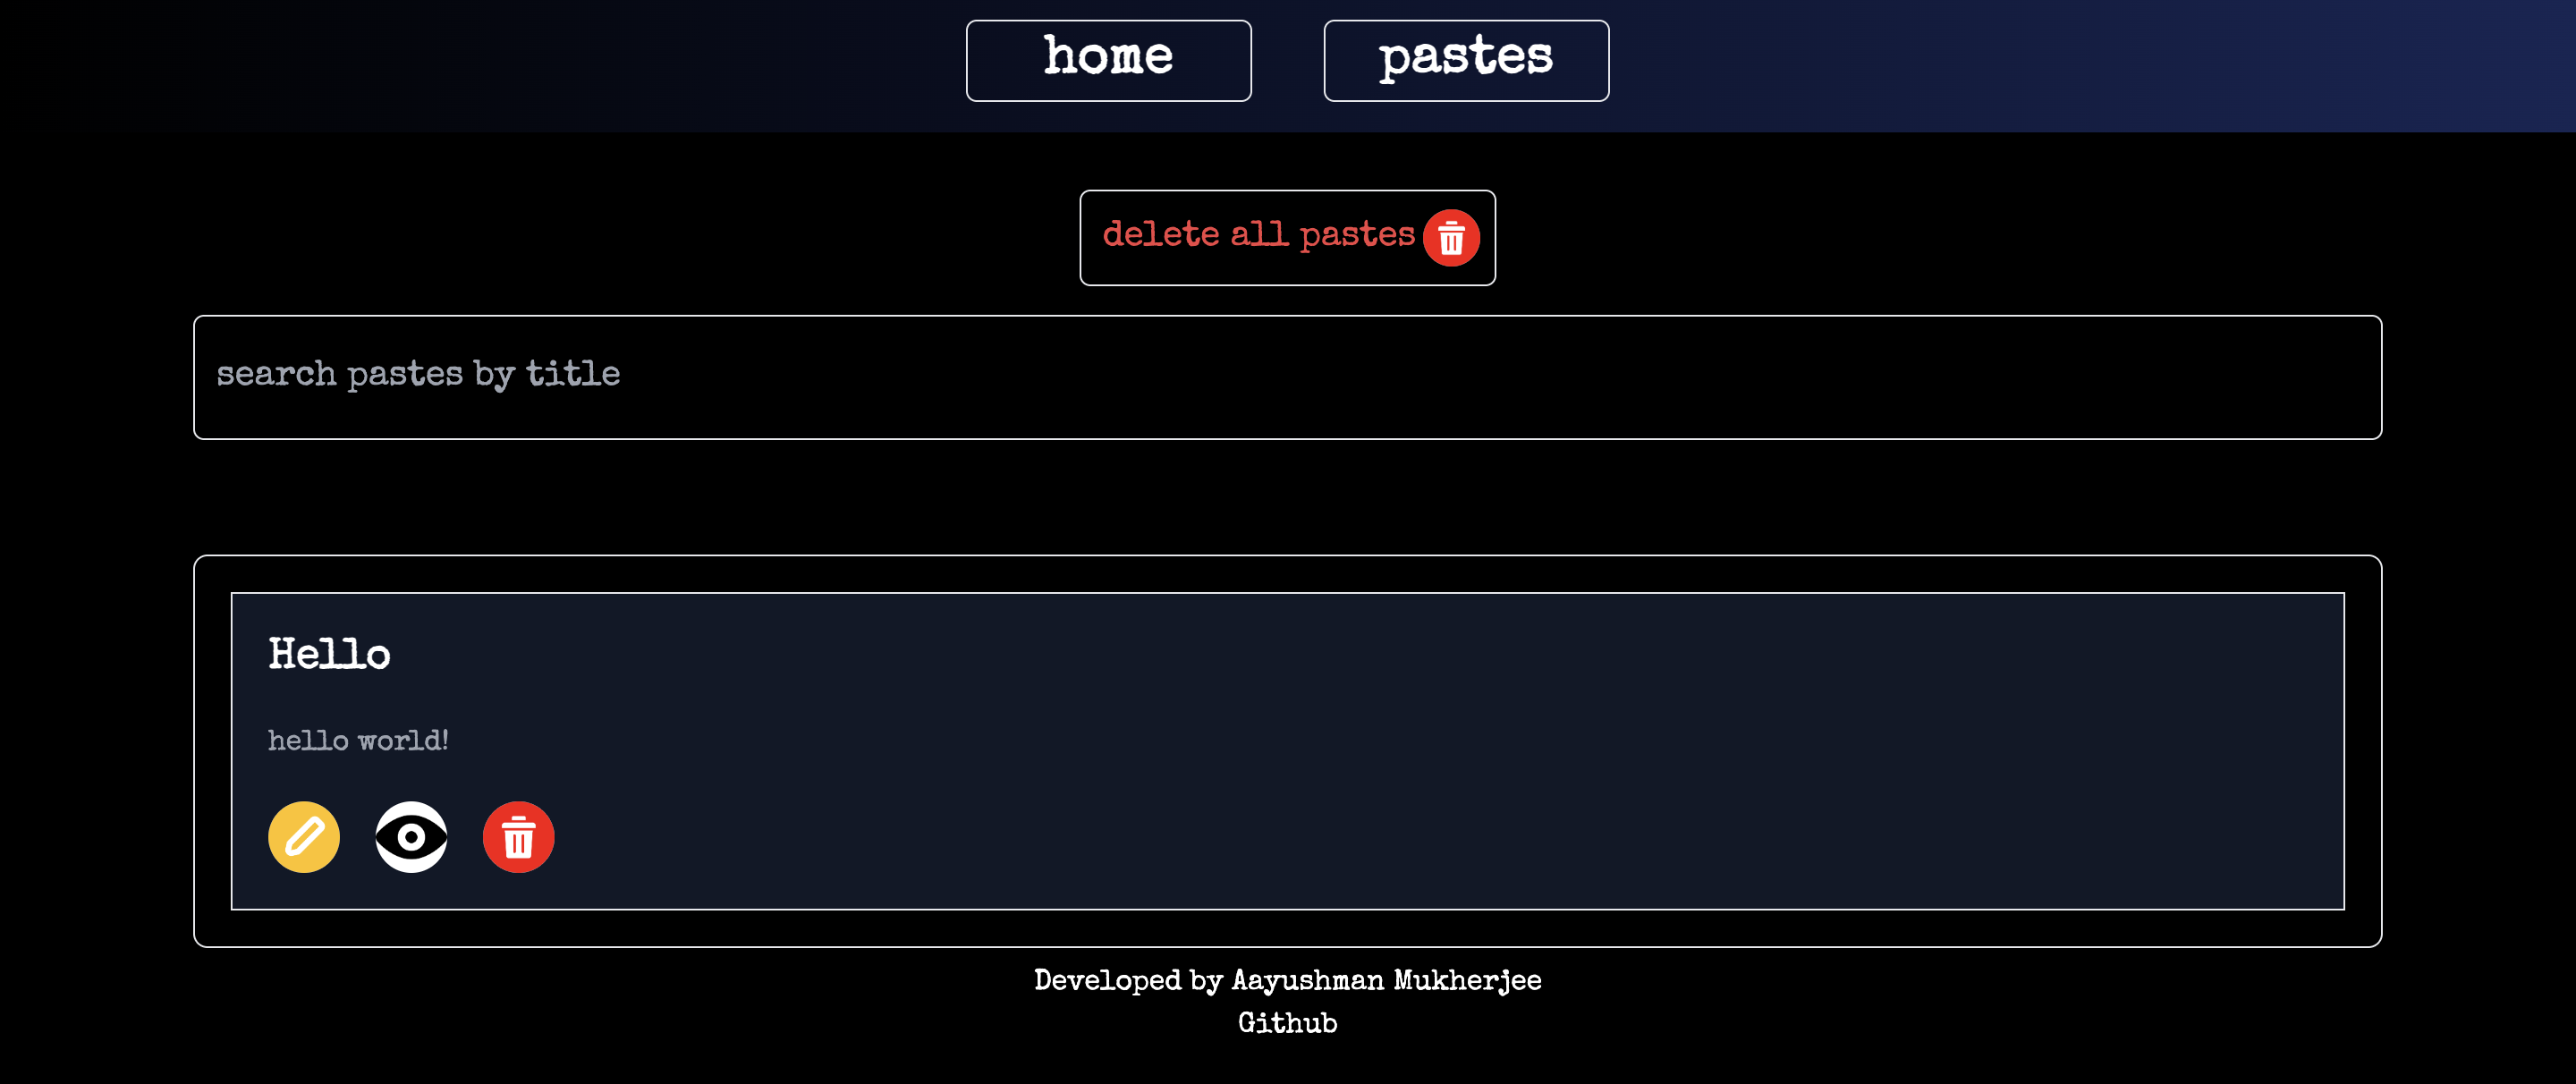 home
pastes
delete all pastes
search pastes by title
Hello
hello world!
Developed by Aayushman Mukherjee
Github